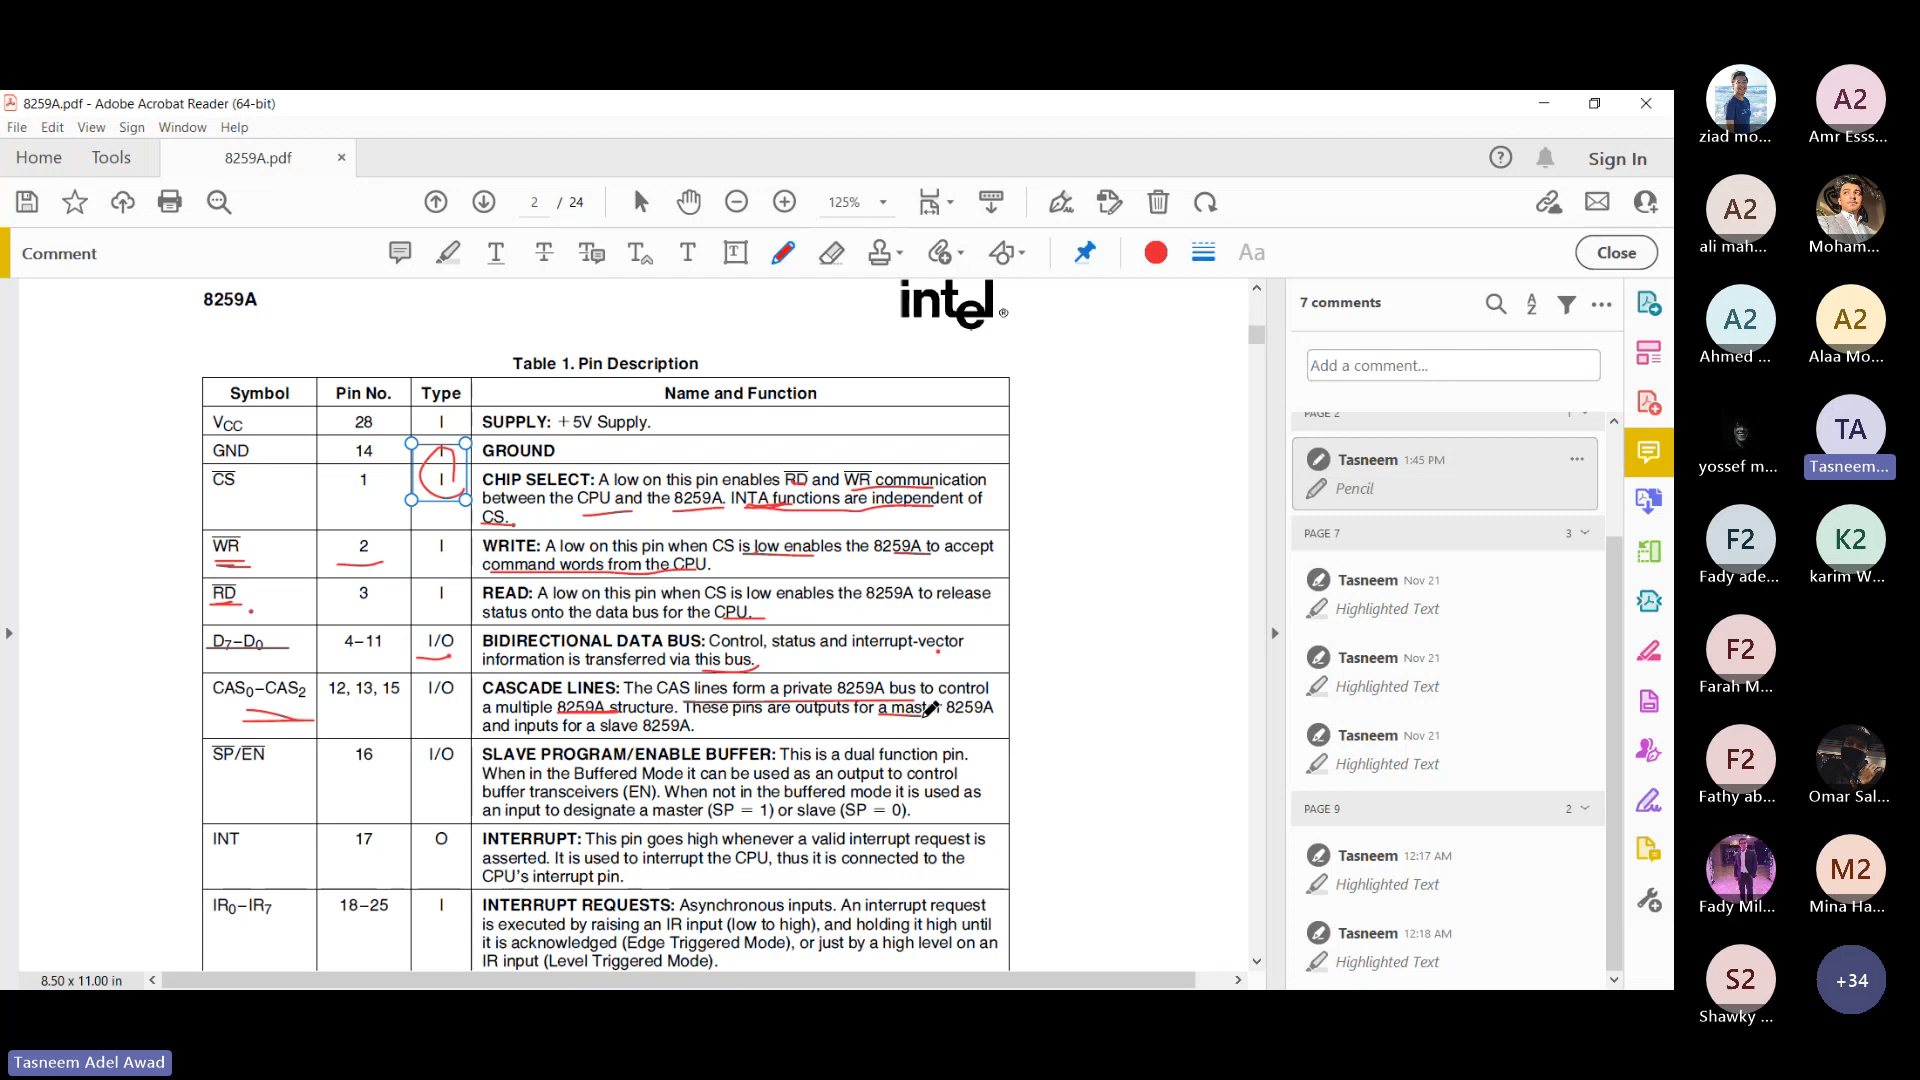 8259A.pdf - Adobe Acrobat Reader (64-bit)
File Edit View Sign Window Help
Home Tools 8259A.pdf × Sign In
2 / 24 125%
Comment Aa Close
8259A
intel®
Table 1. Pin Description
Symbol Pin No. Type Name and Function
VCC 28 I SUPPLY: +5V Supply.
GND 14 I GROUND
CS 1 I CHIP SELECT: A low on this pin enables RD and WR communication
between the CPU and the 8259A. INTA functions are independent of
CS.
WR 2 I WRITE: A low on this pin when CS is low enables the 8259A to accept
command words from the CPU.
RD 3 I READ: A low on this pin when CS is low enables the 8259A to release
status onto the data bus for the CPU.
D7–D0 4–11 I/O BIDIRECTIONAL DATA BUS: Control, status and interrupt-vector
information is transferred via this bus.
CAS0–CAS2 12, 13, 15 I/O CASCADE LINES: The CAS lines form a private 8259A bus to control
a multiple 8259A structure. These pins are outputs for a master 8259A
and inputs for a slave 8259A.
SP/EN 16 I/O SLAVE PROGRAM/ENABLE BUFFER: This is a dual function pin.
When in the Buffered Mode it can be used as an output to control
buffer transceivers (EN). When not in the buffered mode it is used as
an input to designate a master (SP = 1) or slave (SP = 0).
INT 17 O INTERRUPT: This pin goes high whenever a valid interrupt request is
asserted. It is used to interrupt the CPU, thus it is connected to the
CPU's interrupt pin.
IR0–IR7 18–25 I INTERRUPT REQUESTS: Asynchronous inputs. An interrupt request
is executed by raising an IR input (low to high), and holding it high until
it is acknowledged (Edge Triggered Mode), or just by a high level on an
IR input (Level Triggered Mode).
8.50 x 11.00 in
7 comments
Add a comment...
PAGE 2 1
Tasneem 1:45 PM
Pencil
PAGE 7 3
Tasneem Nov 21
Highlighted Text
Tasneem Nov 21
Highlighted Text
Tasneem Nov 21
Highlighted Text
PAGE 9 2
Tasneem 12:17 AM
Highlighted Text
Tasneem 12:18 AM
Highlighted Text
ziad mo...
A2
Amr Esss...
A2
ali mah...
Moham...
A2
Ahmed ...
A2
Alaa Mo...
yossef m...
TA
Tasneem...
F2
Fady ade...
K2
karim W...
F2
Farah M...
F2
Fathy ab...
Omar Sal...
Fady Mil...
M2
Mina Ha...
S2
Shawky ...
+34
Tasneem Adel Awad